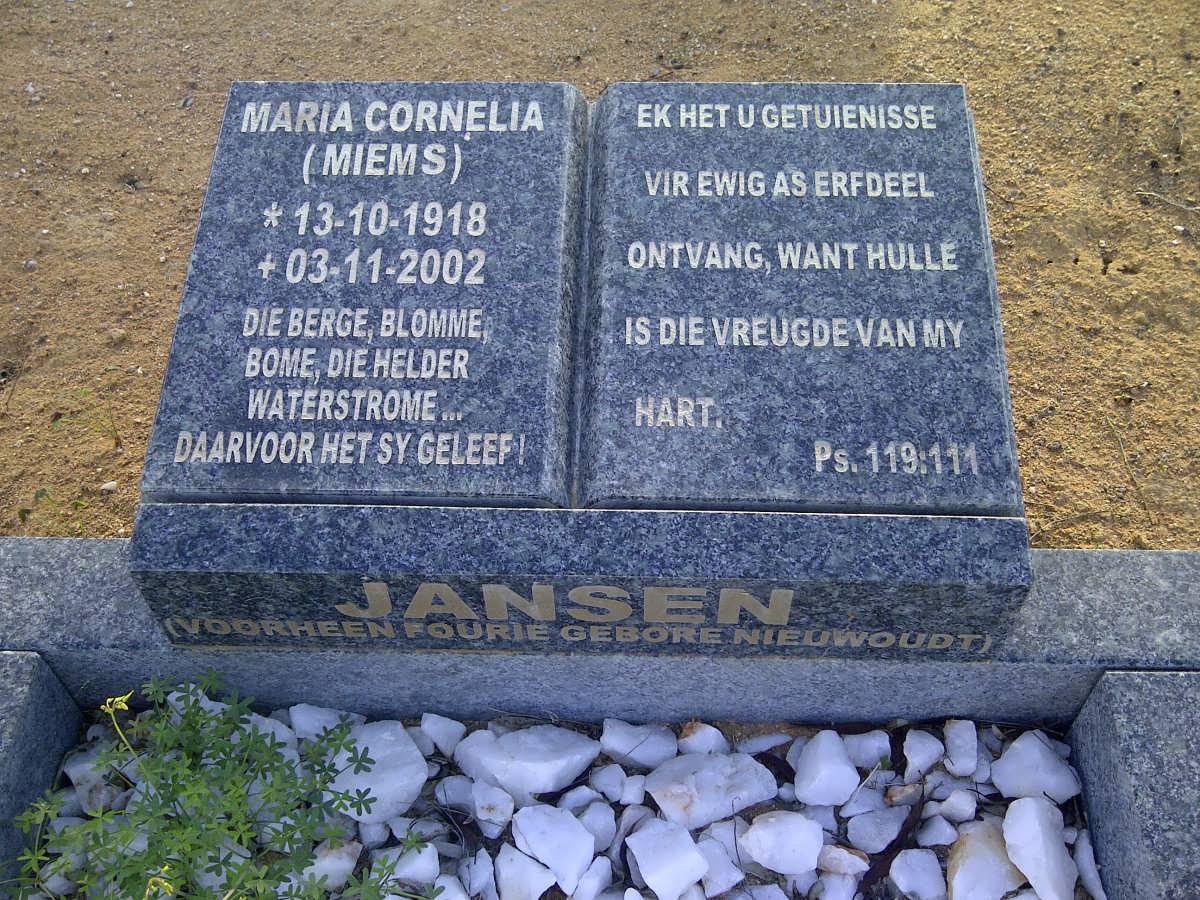 MARIA CORNELIA
(MIEMS)
* 13-10-1918
+ 03-11-2002
DIE BERGE, BLOMME,
BOME, DIE HELDER
WATERSTROME ...
DAARVOOR HET SY GELEEF!
EK HET U GETUIENISSE
VIR EWIG AS ERFDEEL
ONTVANG, WANT HULLE
IS DIE VREUGDE VAN MY
HART.
Ps. 119:111
JANSEN
(VOORHEEN FOURIE GEBORE NIEUWOUDT)